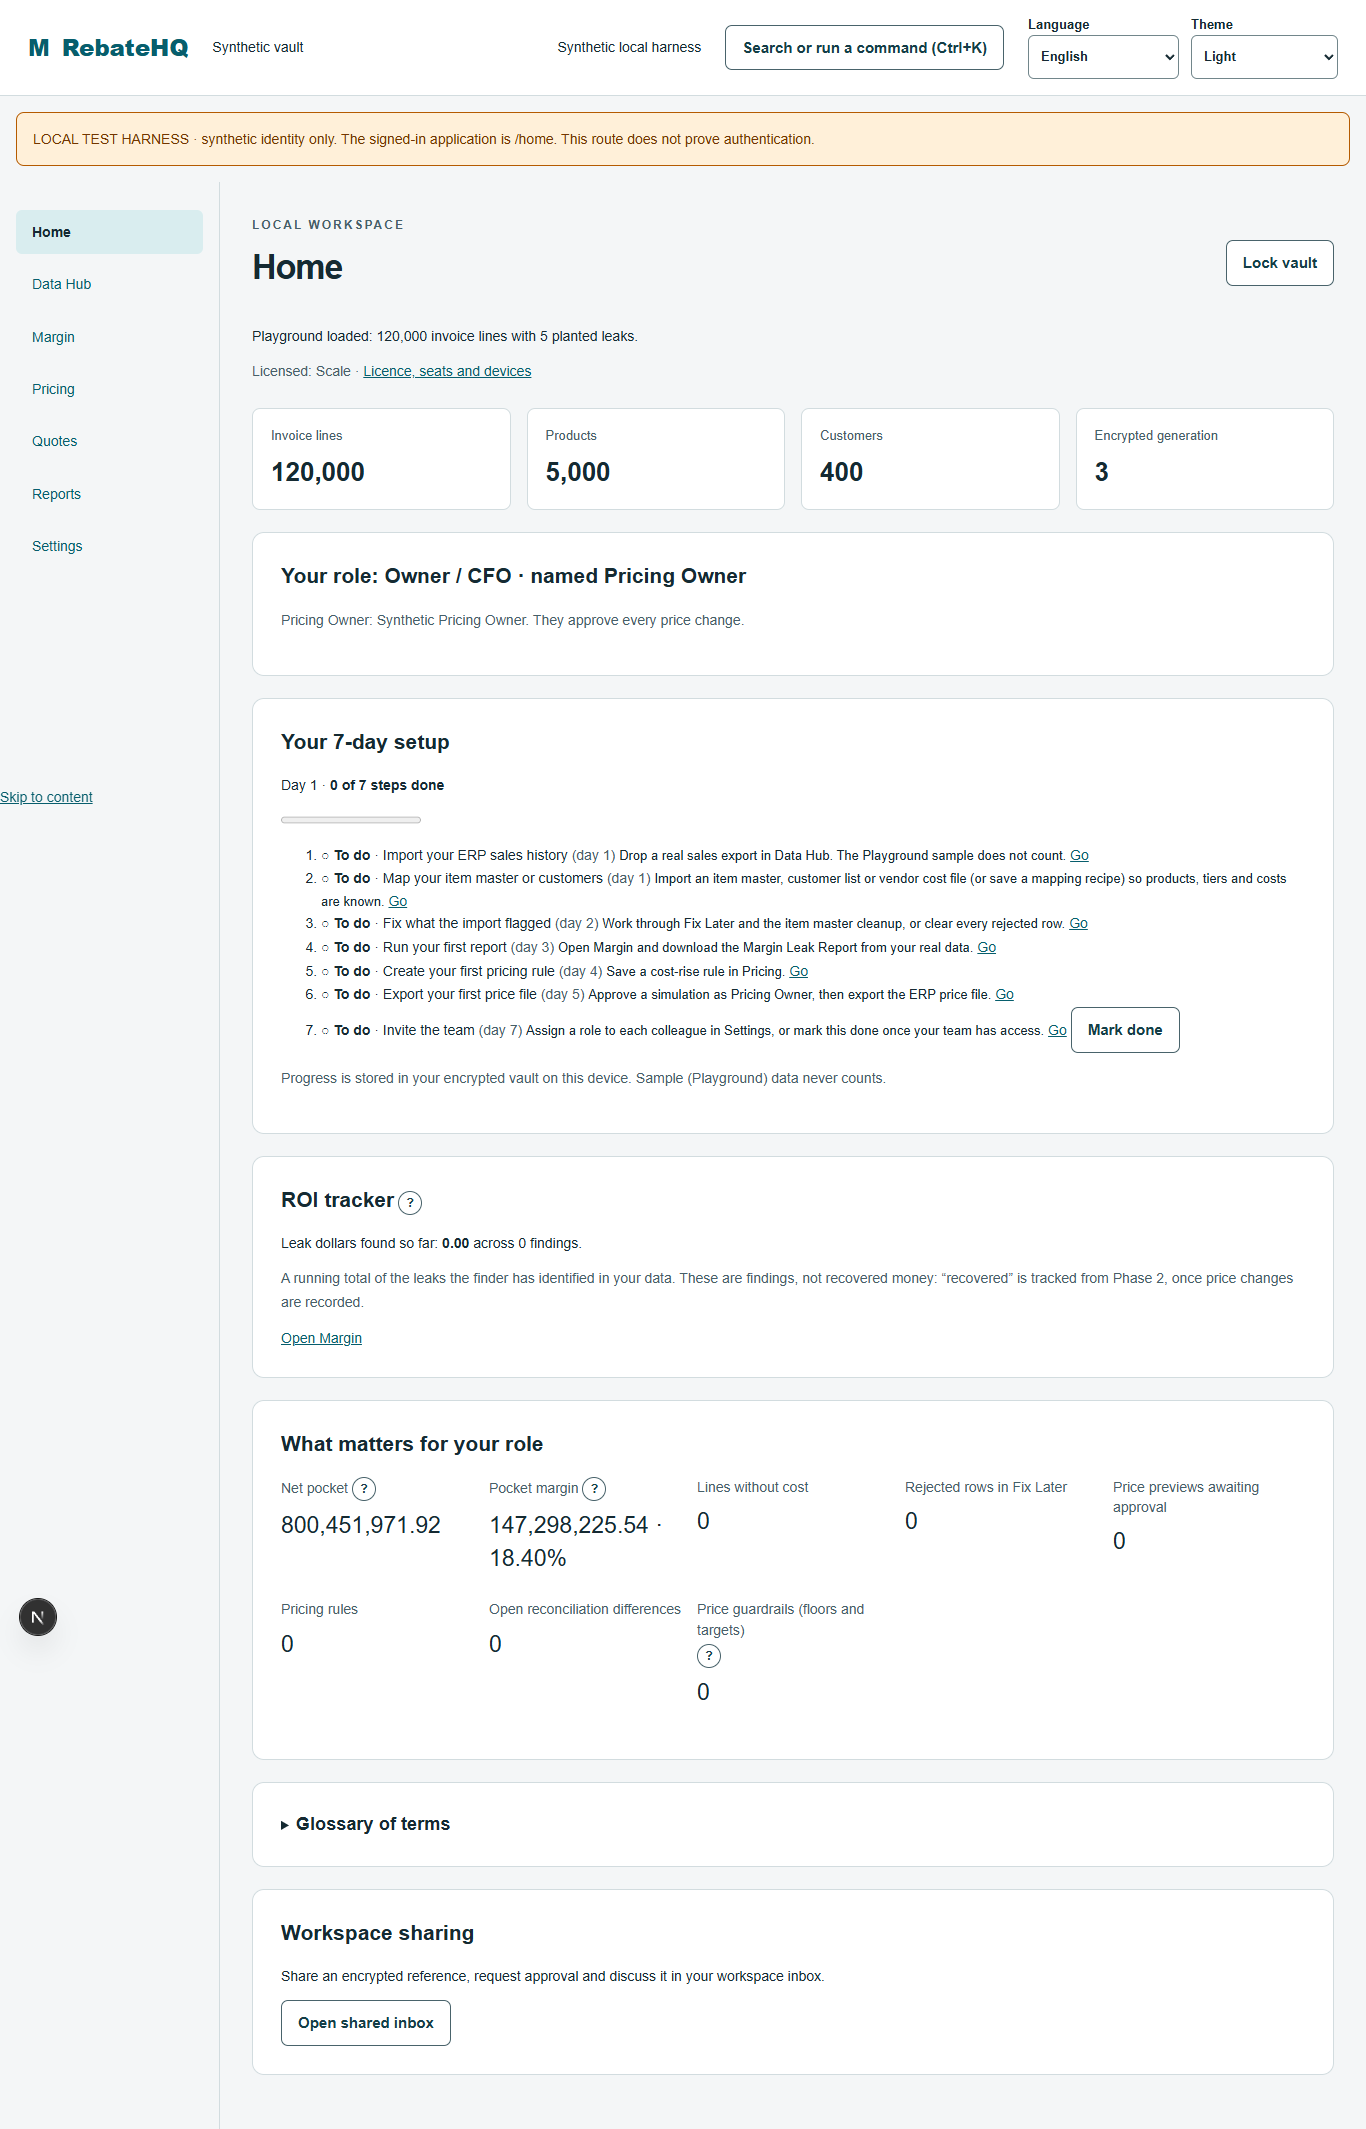 M RebateHQ
Synthetic vault
Synthetic local harness
Search or run a command (Ctrl+K)
Language
English
Theme
Light
LOCAL TEST HARNESS · synthetic identity only. The signed-in application is /home. This route does not prove authentication.
Home
Data Hub
Margin
Pricing
Quotes
Reports
Settings
Skip to content
N
LOCAL WORKSPACE
Home
Lock vault
Playground loaded: 120,000 invoice lines with 5 planted leaks.
Licensed: Scale · Licence, seats and devices
Invoice lines
120,000
Products
5,000
Customers
400
Encrypted generation
3
Your role: Owner / CFO · named Pricing Owner
Pricing Owner: Synthetic Pricing Owner. They approve every price change.
Your 7-day setup
Day 1 · 0 of 7 steps done
1. ○ To do · Import your ERP sales history (day 1) Drop a real sales export in Data Hub. The Playground sample does not count. Go
2. ○ To do · Map your item master or customers (day 1) Import an item master, customer list or vendor cost file (or save a mapping recipe) so products, tiers and costs
are known. Go
3. ○ To do · Fix what the import flagged (day 2) Work through Fix Later and the item master cleanup, or clear every rejected row. Go
4. ○ To do · Run your first report (day 3) Open Margin and download the Margin Leak Report from your real data. Go
5. ○ To do · Create your first pricing rule (day 4) Save a cost-rise rule in Pricing. Go
6. ○ To do · Export your first price file (day 5) Approve a simulation as Pricing Owner, then export the ERP price file. Go
7. ○ To do · Invite the team (day 7) Assign a role to each colleague in Settings, or mark this done once your team has access. Go Mark done
Progress is stored in your encrypted vault on this device. Sample (Playground) data never counts.
ROI tracker ?
Leak dollars found so far: 0.00 across 0 findings.
A running total of the leaks the finder has identified in your data. These are findings, not recovered money: “recovered” is tracked from Phase 2, once price changes
are recorded.
Open Margin
What matters for your role
Net pocket ?
800,451,971.92
Pocket margin ?
147,298,225.54 ·
18.40%
Lines without cost
0
Rejected rows in Fix Later
0
Price previews awaiting
approval
0
Pricing rules
0
Open reconciliation differences
0
Price guardrails (floors and
targets)
?
0
▸ Glossary of terms
Workspace sharing
Share an encrypted reference, request approval and discuss it in your workspace inbox.
Open shared inbox